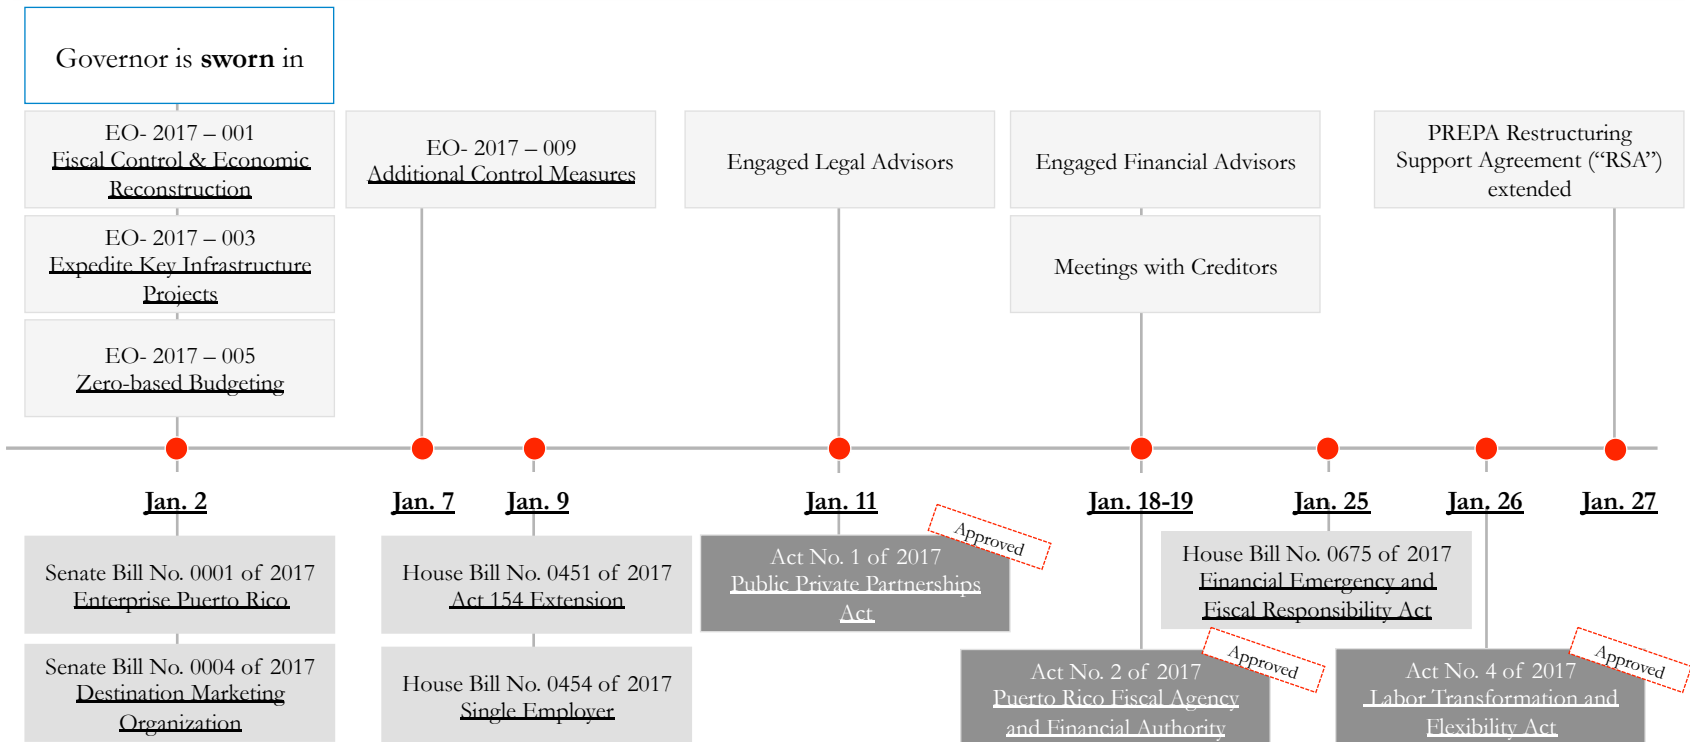 Governor is sworn in
EO- 2017 – 001
Fiscal Control & Economic
Reconstruction
EO- 2017 – 003
Expedite Key Infrastructure
Projects
EO- 2017 – 005
Zero-based Budgeting
EO- 2017 – 009
Additional Control Measures
Engaged Legal Advisors
Engaged Financial Advisors
Meetings with Creditors
PREPA Restructuring
Support Agreement (“RSA”)
extended
Jan. 2
Jan. 7
Jan. 9
Jan. 11
Jan. 18-19
Jan. 25
Jan. 26
Jan. 27
Senate Bill No. 0001 of 2017
Enterprise Puerto Rico
Senate Bill No. 0004 of 2017
Destination Marketing
Organization
House Bill No. 0451 of 2017
Act 154 Extension
House Bill No. 0454 of 2017
Single Employer
Approved
Act No. 1 of 2017
Public Private Partnerships
Act
House Bill No. 0675 of 2017
Financial Emergency and
Fiscal Responsibility Act
Approved
Act No. 2 of 2017
Puerto Rico Fiscal Agency
and Financial Authority
Approved
Act No. 4 of 2017
Labor Transformation and
Flexibility Act